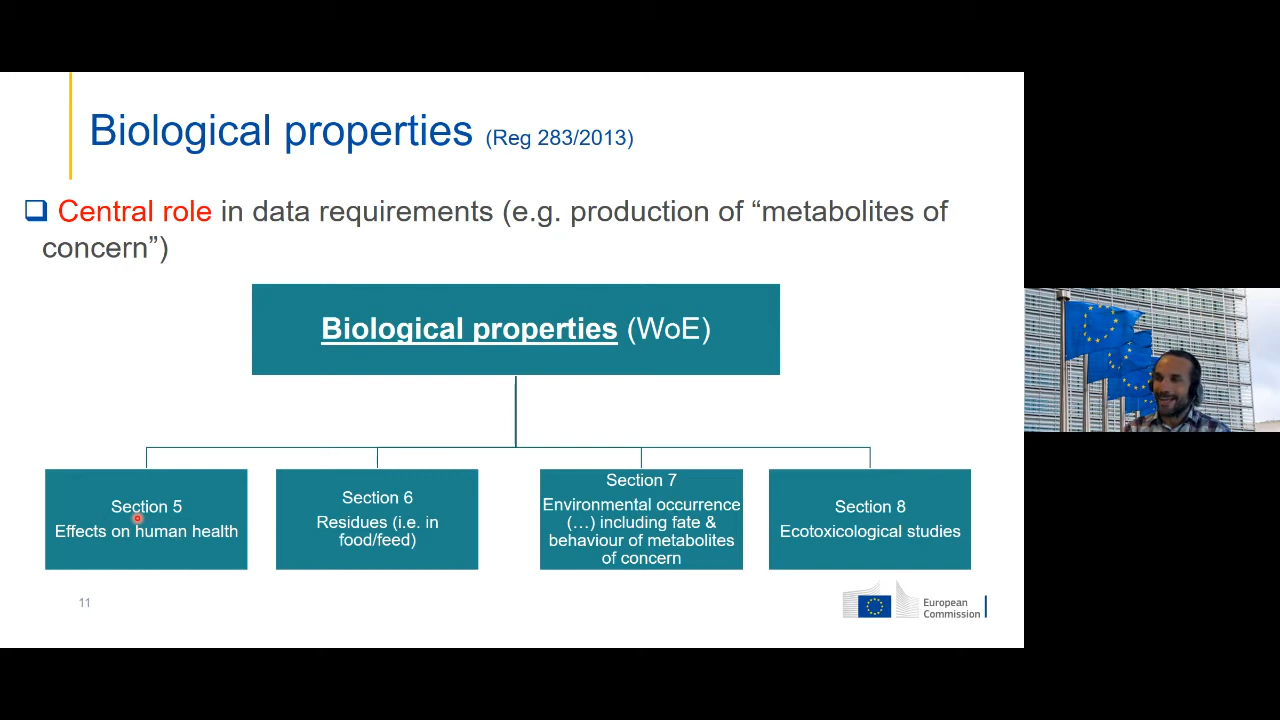 Biological properties (Reg 283/2013)
❑ Central role in data requirements (e.g. production of “metabolites of
concern”)
Biological properties (WoE)
Section 5
Effects on human health
Section 6
Residues (i.e. in
food/feed)
Section 7
Environmental occurrence
(…) including fate &
behaviour of metabolites
of concern
Section 8
Ecotoxicological studies
11
European
Commission